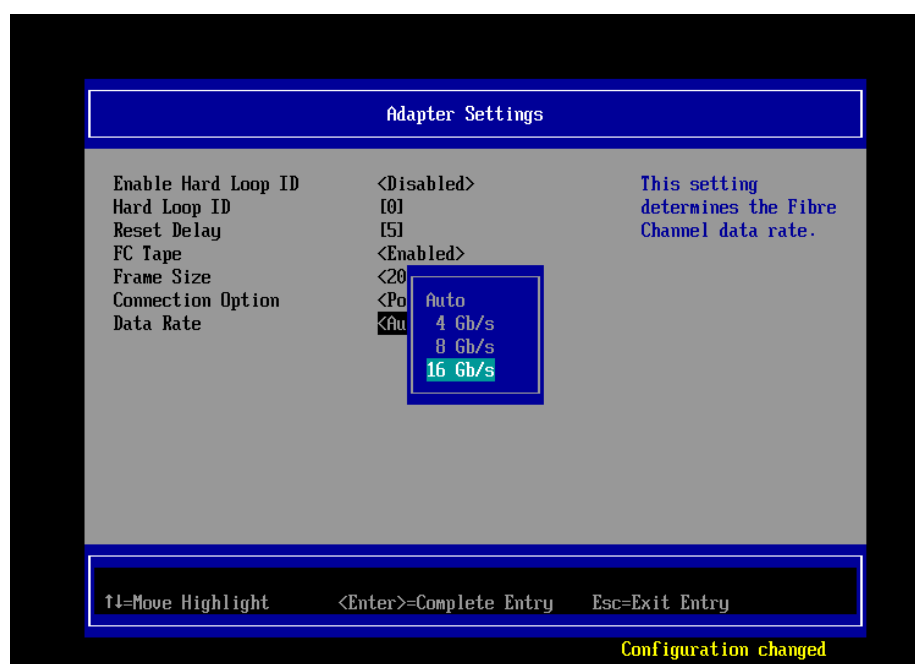 Adapter Settings
Enable Hard Loop ID <Disabled> This setting
Hard Loop ID [0] determines the Fibre
Reset Delay [5] Channel data rate.
FC Tape <Enabled>
Frame Size <20
Connection Option <Po Auto
Data Rate <Au 4 Gb/s
8 Gb/s
16 Gb/s
↑↓=Move Highlight <Enter>=Complete Entry Esc=Exit Entry
Configuration changed